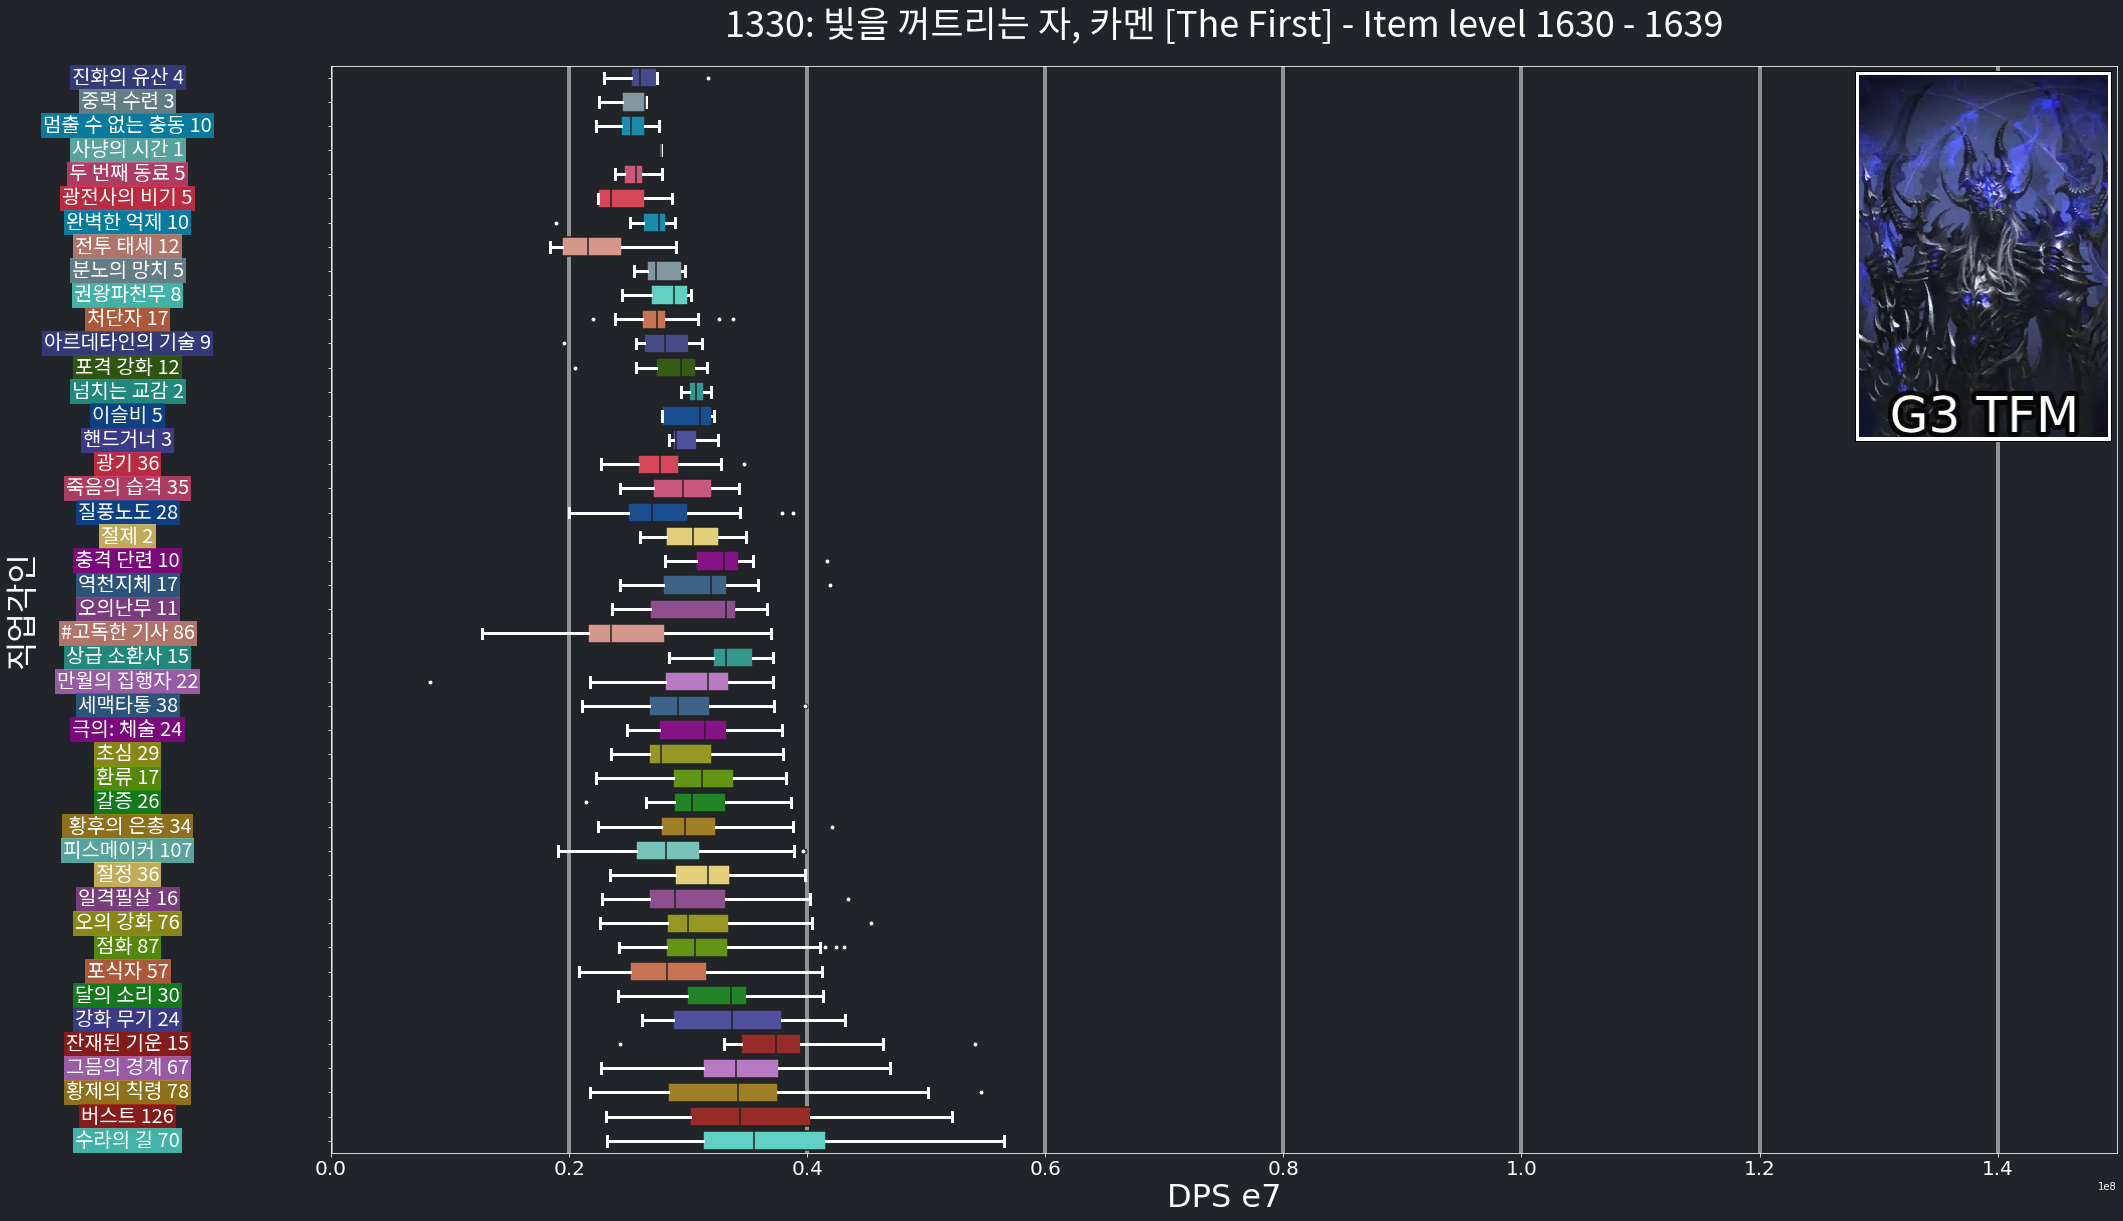 1330: 빛을 꺼트리는 자, 카멘 [The First] - Item level 1630 - 1639
진화의 유산 4
중력 수련 3
멈출 수 없는 충동 10
사냥의 시간 1
두 번째 동료 5
광전사의 비기 5
완벽한 억제 10
전투 태세 12
분노의 망치 5
권왕파천무 8
처단자 17
아르데타인의 기술 9
포격 강화 12
넘치는 교감 2
이슬비 5
핸드거너 3
광기 36
죽음의 습격 35
질풍노도 28
절제 2
충격 단련 10
역천지체 17
오의난무 11
#고독한 기사 86
상급 소환사 15
만월의 집행자 22
세맥타통 38
극의: 체술 24
초심 29
환류 17
갈증 26
황후의 은총 34
피스메이커 107
절정 36
일격필살 16
오의 강화 76
점화 87
포식자 57
달의 소리 30
강화 무기 24
잔재된 기운 15
그믐의 경계 67
황제의 칙령 78
버스트 126
수라의 길 70
직업각인
G3 TFM
0.0 0.2 0.4 0.6 0.8 1.0 1.2 1.4
1e8
DPS e7